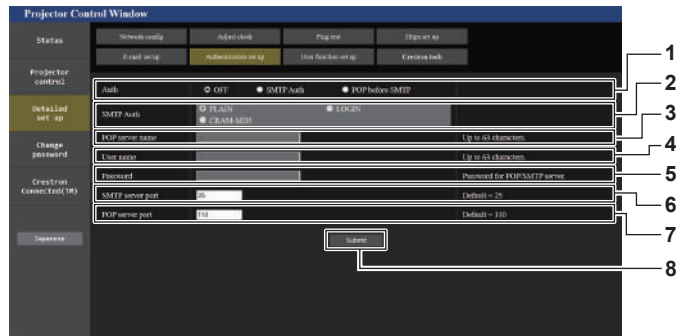 Projector Control Window
Status
Network config
Adjust clock
Ping test
Https set up
E-mail set up
Authentication set up
User function set up
Crestron tools
Projector control
Detailed set up
Change password
Crestron Connected(TM)
Japanese
Auth
OFF
SMTP Auth
POP before SMTP
1
SMTP Auth
PLAIN
LOGIN
CRAM-MD5
2
POP server name
Up to 63 characters.
3
User name
Up to 63 characters.
4
Password
Password for POP/SMTP server.
5
SMTP server port
25
Default = 25
6
POP server port
110
Default = 110
7
Submit
8